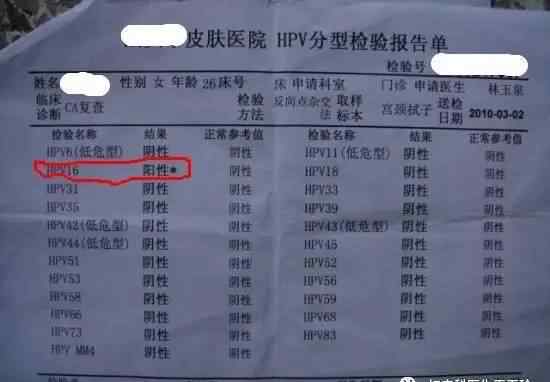 皮肤医院 HPV分型检验报告单
检验号
姓名 性别 女 年龄 26床号 床 申请科室 门诊 申请医生 林玉泉
临床诊断 CA复查 检验方法 反向点杂交法 取样标本 宫颈拭子 送检日期 2010-03-02
检验名称 结果 正常参考值 检验名称 结果 正常参考值
HPV6(低危型) 阴性 阴性 HPV11(低危型) 阴性 阴性
HPV16 阳性* 阴性 HPV18 阴性 阴性
HPV31 阴性 阴性 HPV33 阴性 阴性
HPV35 阴性 阴性 HPV39 阴性 阴性
HPV42(低危型) 阴性 阴性 HPV43(低危型) 阴性 阴性
HPV44(低危型) 阴性 阴性 HPV45 阴性 阴性
HPV51 阴性 阴性 HPV52 阴性 阴性
HPV53 阴性 阴性 HPV56 阴性 阴性
HPV58 阴性 阴性 HPV59 阴性 阴性
HPV66 阴性 阴性 HPV68 阴性 阴性
HPV73 阴性 阴性 HPV83 阴性 阴性
HPV MM4 阴性 阴性